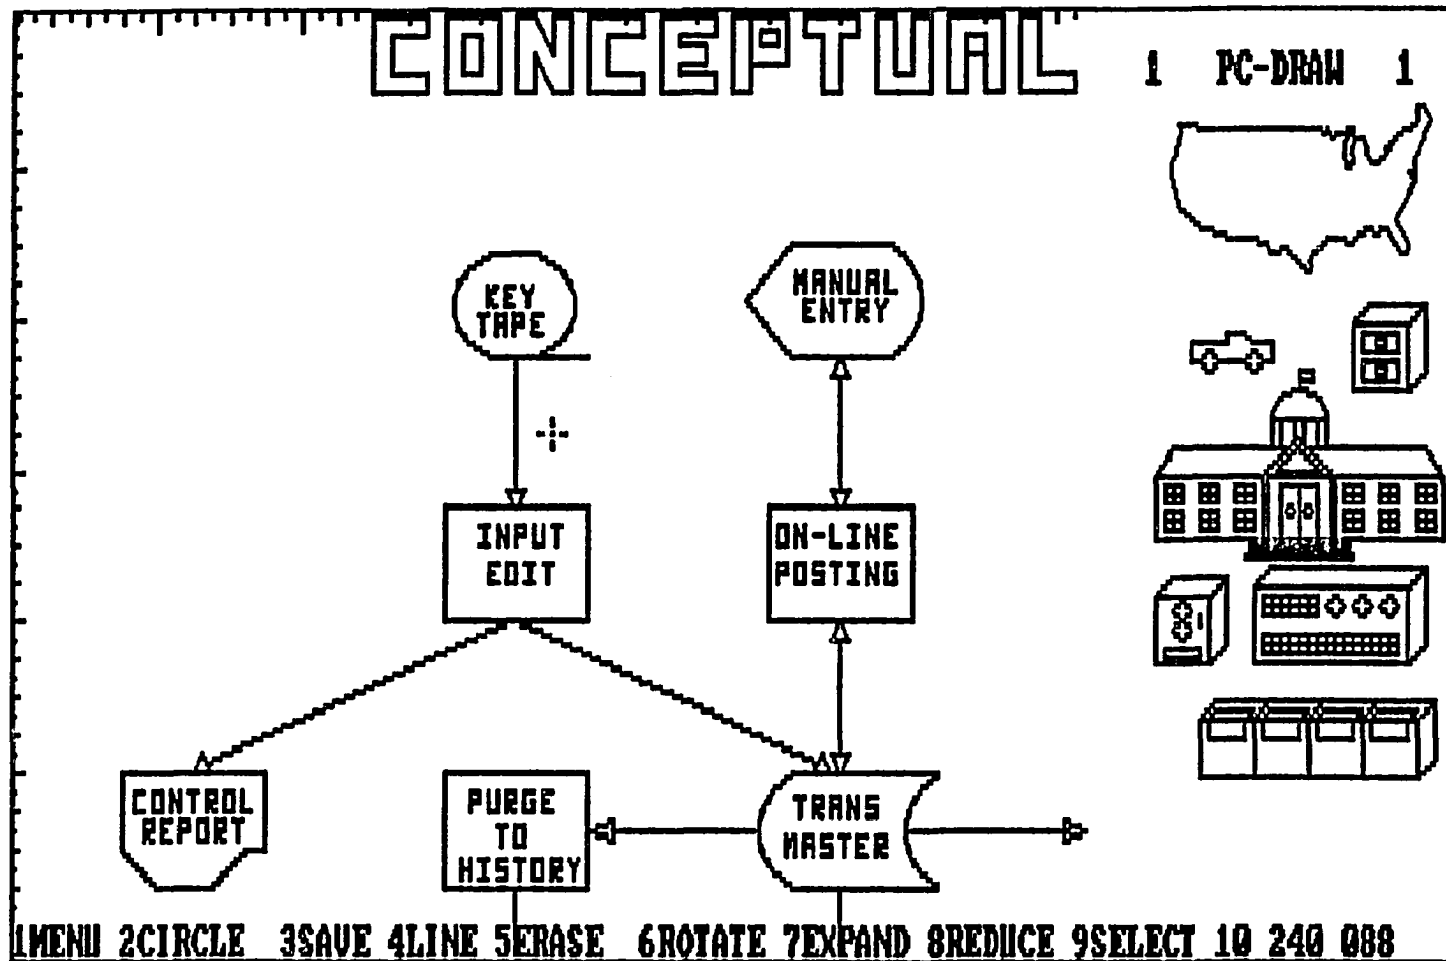 CONCEPTUAL
1 PC-DRAW 1
KEY
TAPE
MANUAL
ENTRY
INPUT
EDIT
ON-LINE
POSTING
CONTROL
REPORT
PURGE
TO
HISTORY
TRANS
MASTER
1MENU 2CIRCLE 3SAVE 4LINE 5ERASE 6ROTATE 7EXPAND 8REDUCE 9SELECT 10 240 088